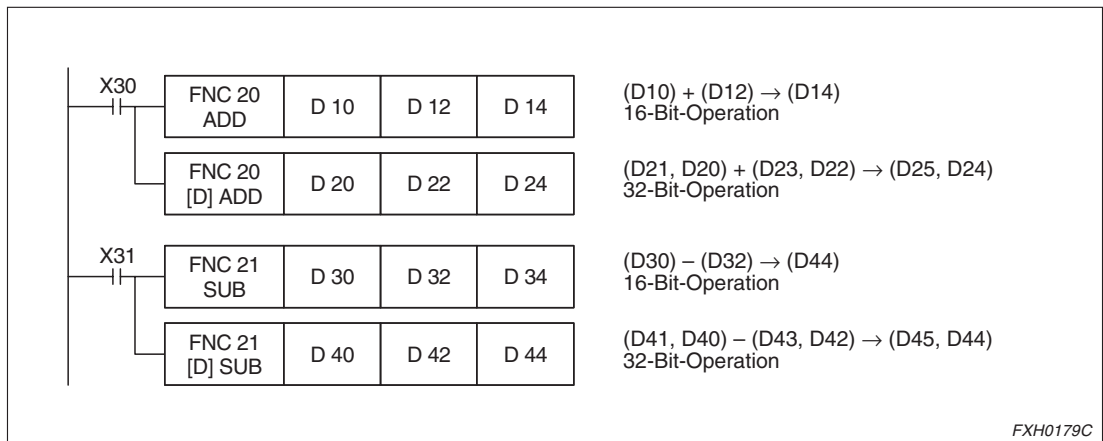 X30
FNC 20
ADD
D 10
D 12
D 14
(D10) + (D12) → (D14)
16-Bit-Operation
FNC 20
[D] ADD
D 20
D 22
D 24
(D21, D20) + (D23, D22) → (D25, D24)
32-Bit-Operation
X31
FNC 21
SUB
D 30
D 32
D 34
(D30) – (D32) → (D44)
16-Bit-Operation
FNC 21
[D] SUB
D 40
D 42
D 44
(D41, D40) – (D43, D42) → (D45, D44)
32-Bit-Operation
FXH0179C